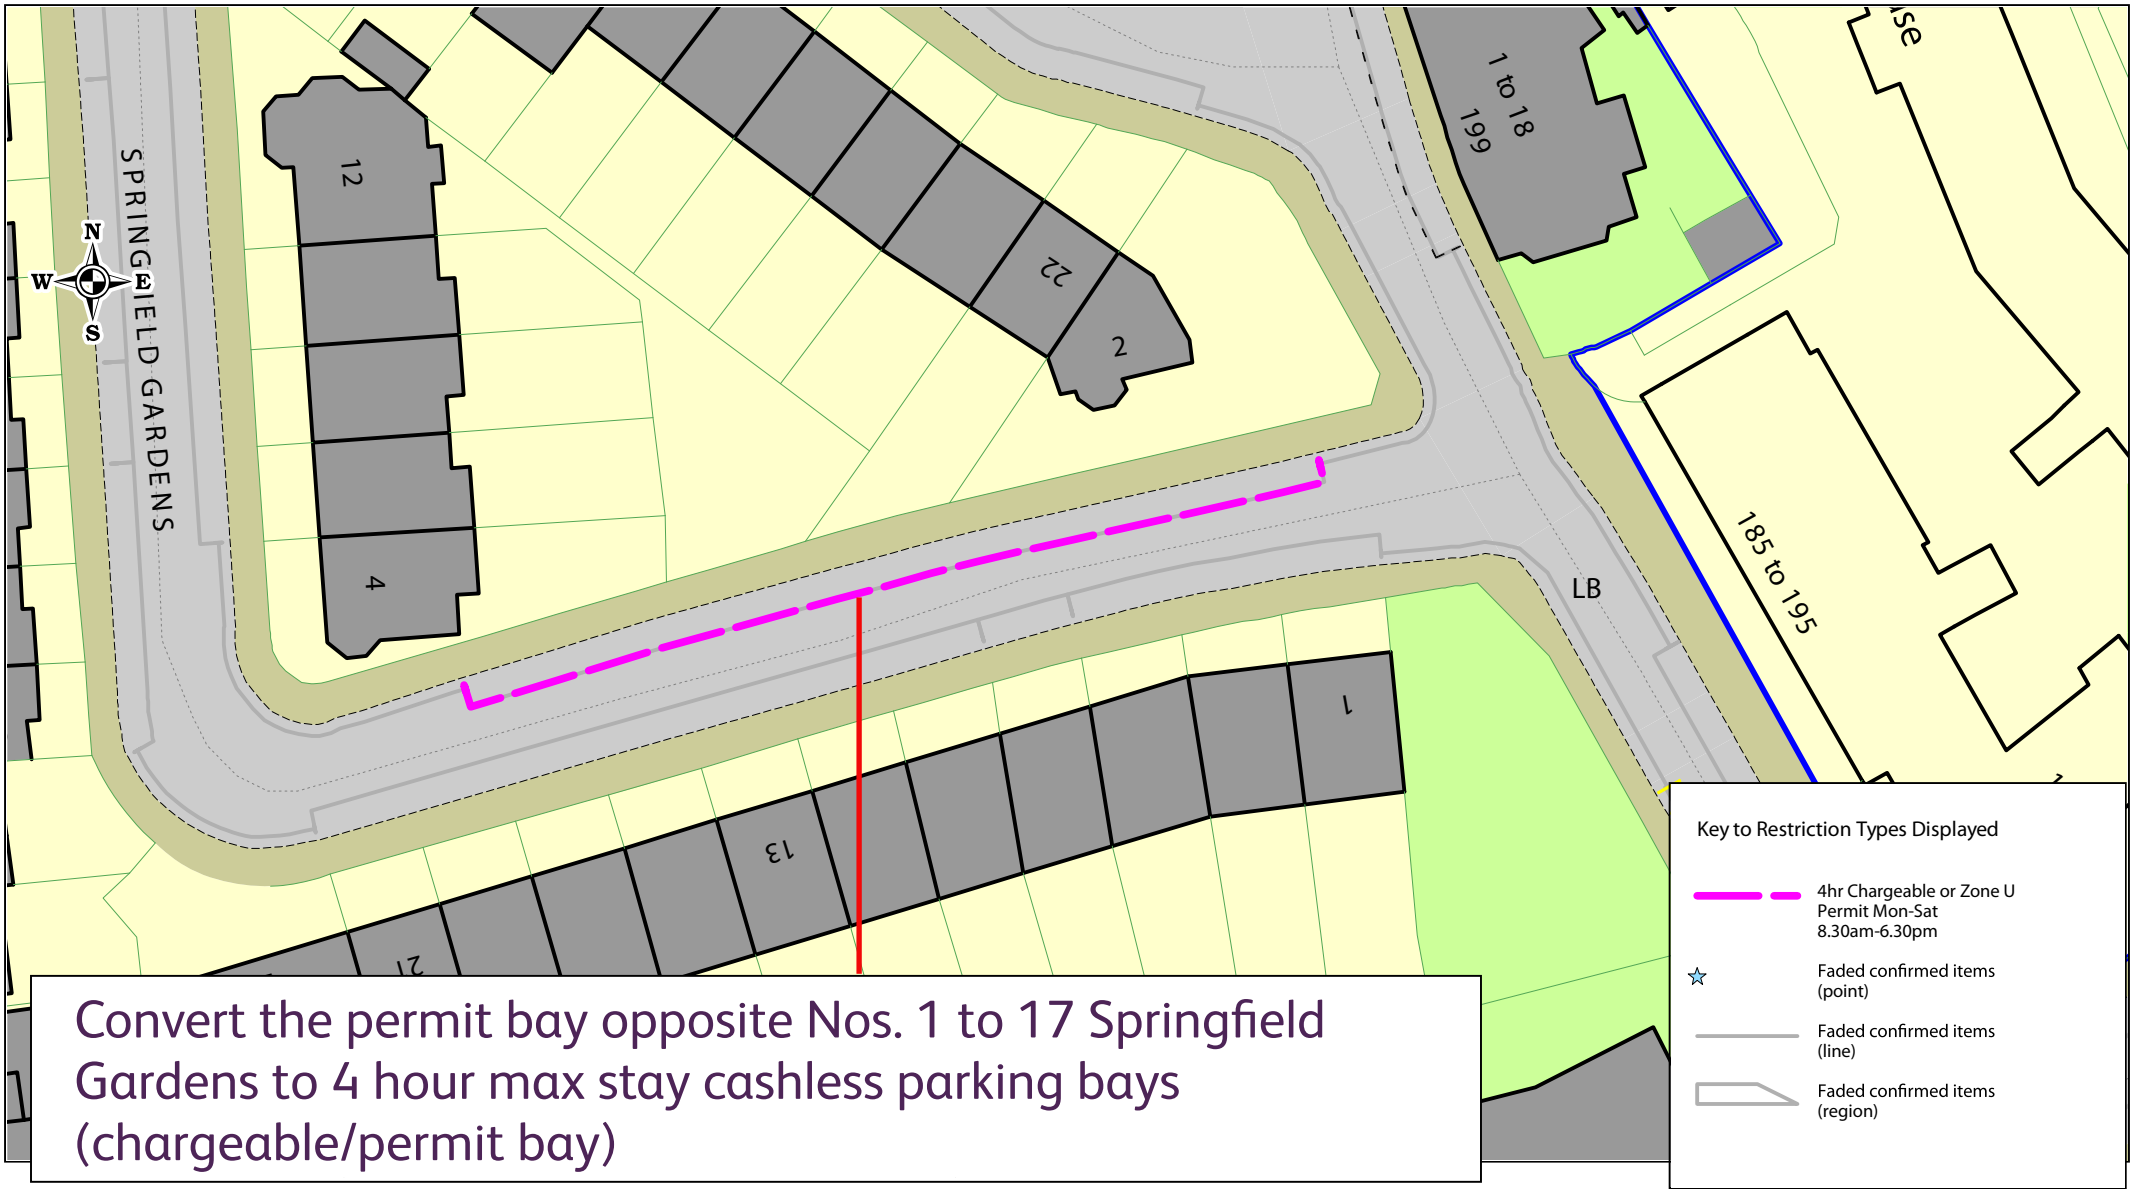 use
1 to 18
199
12
SPRINGFIELD GARDENS
N
W
E
S
22
2
4
185 to 195
LB
1
13
21
Key to Restriction Types Displayed
4hr Chargeable or Zone U
Permit Mon-Sat
8.30am-6.30pm
Faded confirmed items
(point)
Faded confirmed items
(line)
Faded confirmed items
(region)
Convert the permit bay opposite Nos. 1 to 17 Springfield
Gardens to 4 hour max stay cashless parking bays
(chargeable/permit bay)